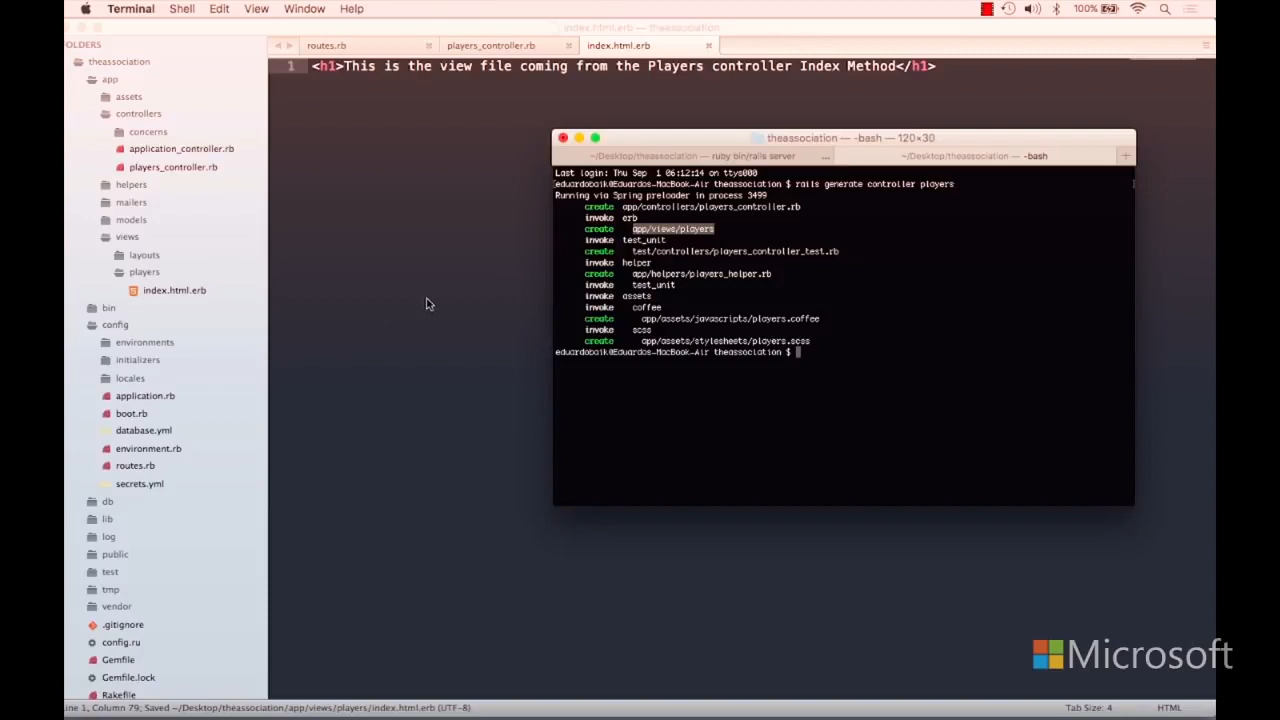 Terminal Shell Edit View Window Help 100%
index.html.erb — theassociation
FOLDERS
theassociation
app
assets
controllers
concerns
application_controller.rb
players_controller.rb
helpers
mailers
models
views
layouts
players
index.html.erb
bin
config
environments
initializers
locales
application.rb
boot.rb
database.yml
environment.rb
routes.rb
secrets.yml
db
lib
log
public
test
tmp
vendor
.gitignore
config.ru
Gemfile
Gemfile.lock
Rakefile
routes.rb players_controller.rb index.html.erb
1 <h1>This is the view file coming from the Players controller Index Method</h1>
theassociation — -bash — 120×30
~/Desktop/theassociation — ruby bin/rails server ... ~/Desktop/theassociation — -bash +
Last login: Thu Sep 1 06:12:14 on ttys000
[eduardobaik@Eduardos-MacBook-Air theassociation $ rails generate controller players ]
Running via Spring preloader in process 3499
create app/controllers/players_controller.rb
invoke erb
create app/views/players
invoke test_unit
create test/controllers/players_controller_test.rb
invoke helper
create app/helpers/players_helper.rb
invoke test_unit
invoke assets
invoke coffee
create app/assets/javascripts/players.coffee
invoke scss
create app/assets/stylesheets/players.scss
eduardobaik@Eduardos-MacBook-Air theassociation $
Microsoft
Line 1, Column 79; Saved ~/Desktop/theassociation/app/views/players/index.html.erb (UTF-8) Tab Size: 4 HTML